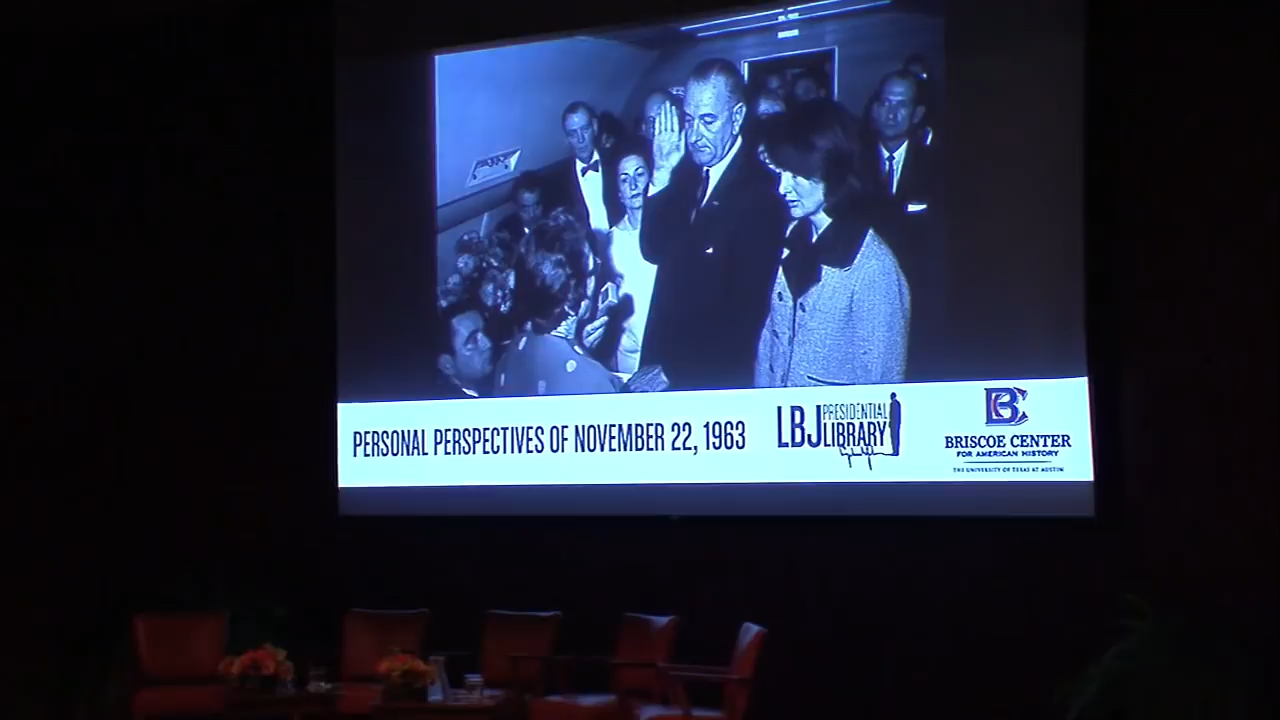 PERSONAL PERSPECTIVES OF NOVEMBER 22, 1963
LBJ PRESIDENTIAL LIBRARY
BRISCOE CENTER
FOR AMERICAN HISTORY
THE UNIVERSITY OF TEXAS AT AUSTIN